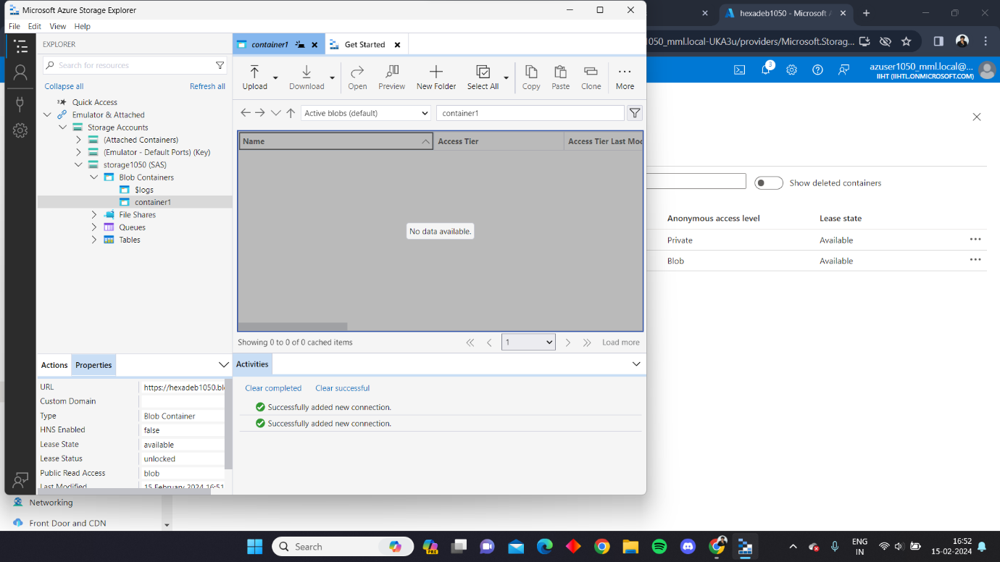 Microsoft Azure Storage Explorer
File Edit View Help
EXPLORER
Search for resources
Collapse all Refresh all
Quick Access
Emulator & Attached
Storage Accounts
(Attached Containers)
(Emulator - Default Ports) (Key)
storage1050 (SAS)
Blob Containers
$logs
container1
File Shares
Queues
Tables
Actions Properties
URL https://hexadeb1050.bl
Custom Domain
Type Blob Container
HNS Enabled false
Lease State available
Lease Status unlocked
Public Read Access blob
Last Modified 15 February 2024 16:51
container1 Get Started
Upload Download Open Preview New Folder Select All Copy Paste Clone More
Active blobs (default) container1
Name Access Tier Access Tier Last Mod
No data available.
Showing 0 to 0 of 0 cached items 1 Load more
Activities
Clear completed Clear successful
Successfully added new connection.
Successfully added new connection.
hexadeb1050 - Microsoft A
050_mml.local-UKA3u/providers/Microsoft.Storag...
3
azuser1050_mml.local@...
IIHT (IIHTL.ONMICROSOFT.COM)
Show deleted containers
Anonymous access level Lease state
Private Available
Blob Available
Networking
Front Door and CDN
Search
PRE
ENG
IN
16:52
15-02-2024